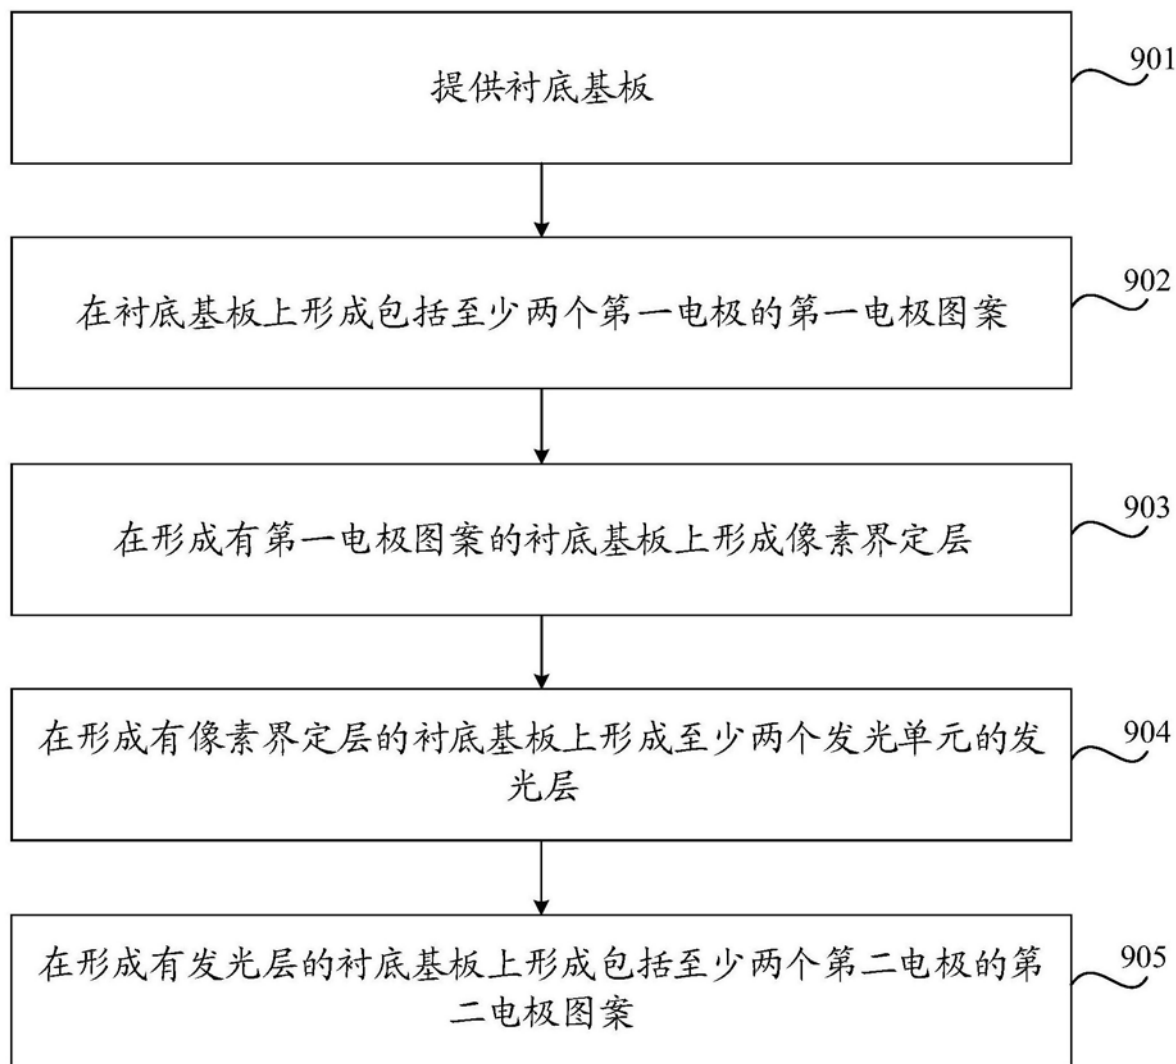 提供衬底基板
901
在衬底基板上形成包括至少两个第一电极的第一电极图案
902
在形成有第一电极图案的衬底基板上形成像素界定层
903
在形成有像素界定层的衬底基板上形成至少两个发光单元的发
光层
904
在形成有发光层的衬底基板上形成包括至少两个第二电极的第
二电极图案
905